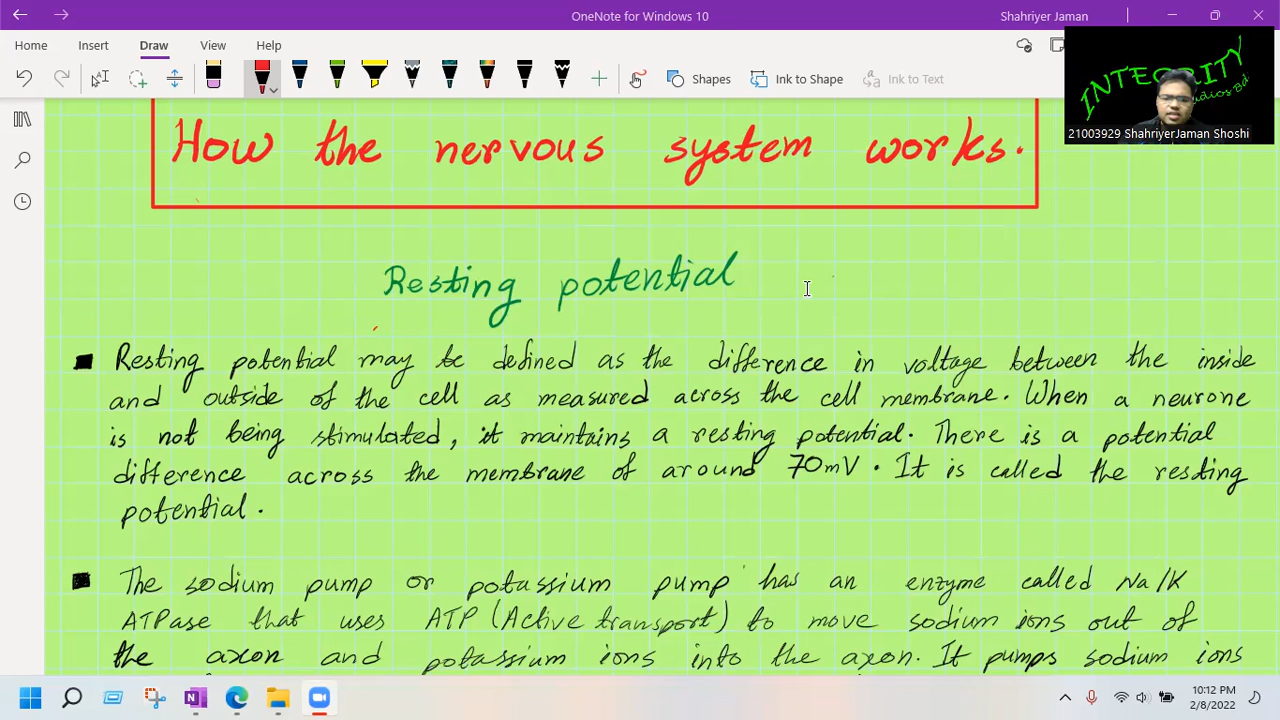 OneNote for Windows 10
Shahriyer Jaman
Home Insert Draw View Help
Shapes Ink to Shape Ink to Text
INTEGRITY
Studios Bd
21003929 ShahriyerJaman Shoshi
How the nervous system works.
Resting potential
Resting potential may be defined as the difference in voltage between the inside
and outside of the cell as measured across the cell membrane. When a neurone
is not being stimulated, it maintains a resting potential. There is a potential
difference across the membrane of around 70mV. It is called the resting
potential.
The sodium pump or potassium pump has an enzyme called Na/K
ATPase that uses ATP (Active transport) to move sodium ions out of
the axon and potassium ions into the axon. It pumps sodium ions
10:12 PM
2/8/2022